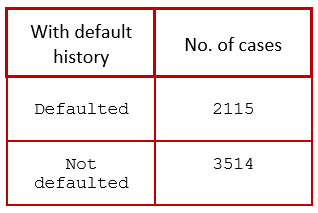 With default
history
No. of cases
Defaulted
2115
Not
defaulted
3514